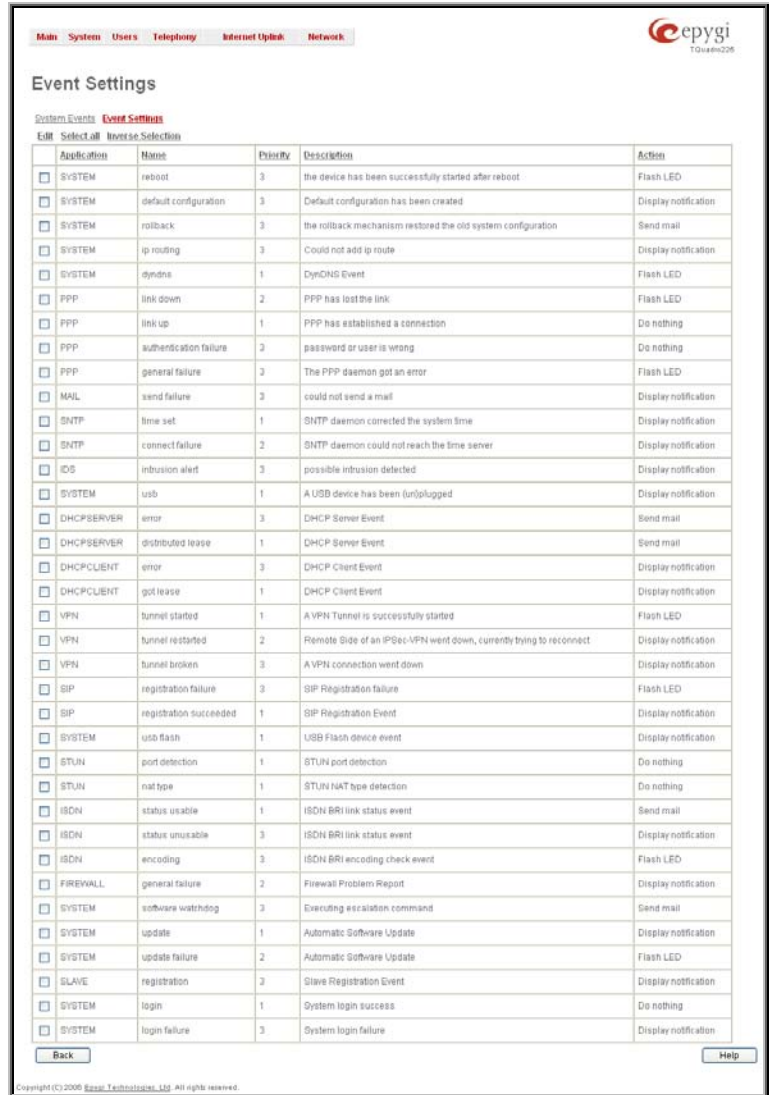 Main System Users Telephony Internet Uplink Network
epygi
TQuadro226
Event Settings
System Events Event Settings
Edit Select all Inverse Selection
Application Name Priority Description Action
SYSTEM reboot 3 the device has been successfully started after reboot Flash LED
SYSTEM default configuration 3 Default configuration has been created Display notification
SYSTEM rollback 3 the rollback mechanism restored the old system configuration Send mail
SYSTEM ip routing 3 Could not add ip route Display notification
SYSTEM dyndns 1 DynDNS Event Flash LED
PPP link down 2 PPP has lost the link Flash LED
PPP link up 1 PPP has established a connection Do nothing
PPP authentication failure 3 password or user is wrong Do nothing
PPP general failure 3 The PPP daemon got an error Flash LED
MAIL send failure 3 could not send a mail Display notification
SNTP time set 1 SNTP daemon corrected the system time Display notification
SNTP connect failure 2 SNTP daemon could not reach the time server Display notification
IDS intrusion alert 3 possible intrusion detected Display notification
SYSTEM usb 1 A USB device has been (un)plugged Display notification
DHCPSERVER error 3 DHCP Server Event Send mail
DHCPSERVER distributed lease 1 DHCP Server Event Send mail
DHCPCLIENT error 3 DHCP Client Event Display notification
DHCPCLIENT got lease 1 DHCP Client Event Display notification
VPN tunnel started 1 A VPN Tunnel is successfully started Flash LED
VPN tunnel restarted 2 Remote Side of an IPSec-VPN went down, currently trying to reconnect Display notification
VPN tunnel broken 3 A VPN connection went down Display notification
SIP registration failure 3 SIP Registration failure Flash LED
SIP registration succeeded 1 SIP Registration Event Display notification
SYSTEM usb flash 1 USB Flash device event Display notification
STUN port detection 1 STUN port detection Do nothing
STUN nat type 1 STUN NAT type detection Do nothing
ISDN status usable 1 ISDN BRI link status event Send mail
ISDN status unusable 3 ISDN BRI link status event Display notification
ISDN encoding 3 ISDN BRI encoding check event Flash LED
FIREWALL general failure 2 Firewall Problem Report Display notification
SYSTEM software watchdog 3 Executing escalation command Send mail
SYSTEM update 1 Automatic Software Update Display notification
SYSTEM update failure 2 Automatic Software Update Flash LED
SLAVE registration 3 Slave Registration Event Display notification
SYSTEM login 1 System login success Do nothing
SYSTEM login failure 3 System login failure Display notification
Back Help
Copyright (C) 2006 Epygi Technologies, Ltd. All rights reserved.